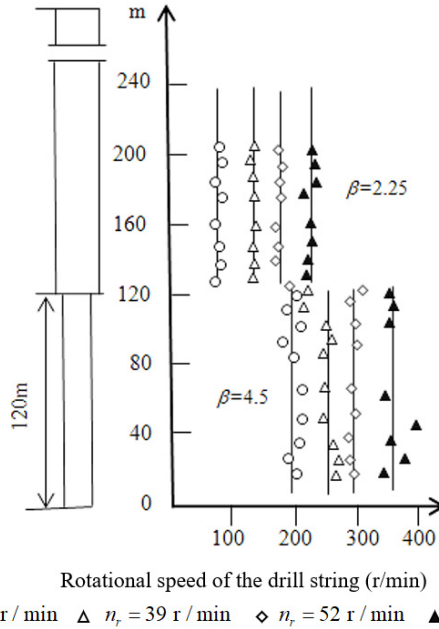 m
240
200
β=2.25
160
120
120m
80
β=4.5
40
0
100 200 300 400
Rotational speed of the drill string (r/min)
r / min △ nᵣ = 39 r / min ◇ nᵣ = 52 r / min ▲